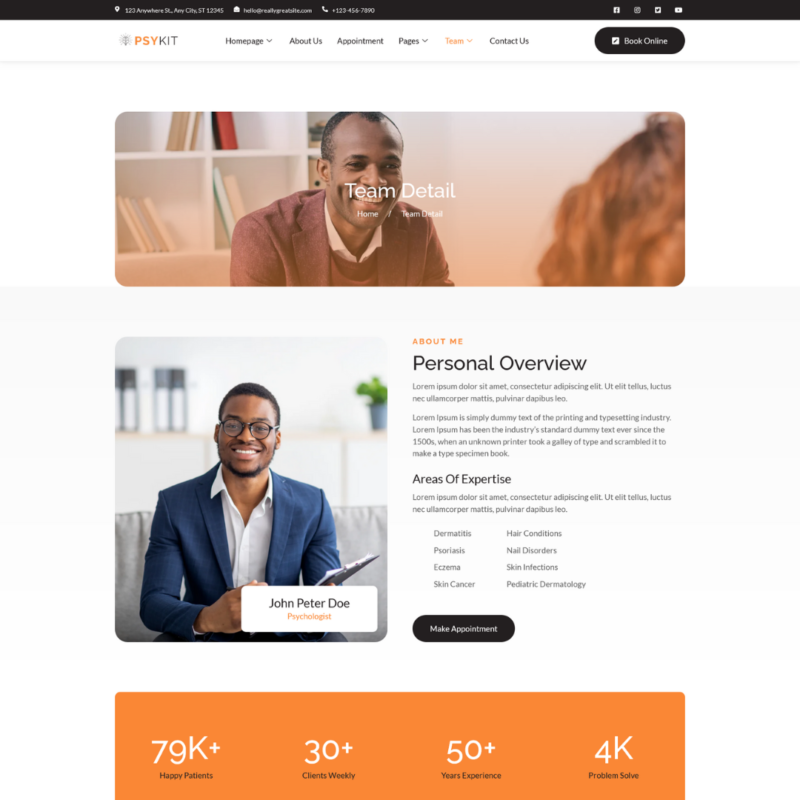 123 Anywhere St., Any City, ST 12345 hello@reallygreatsite.com +123-456-7890
PSYKIT Homepage About Us Appointment Pages Team Contact Us Book Online
Team Detail
Home / Team Detail
ABOUT ME
Personal Overview
Lorem ipsum dolor sit amet, consectetur adipiscing elit. Ut elit tellus, luctus
nec ullamcorper mattis, pulvinar dapibus leo.
Lorem Ipsum is simply dummy text of the printing and typesetting industry.
Lorem Ipsum has been the industry's standard dummy text ever since the
1500s, when an unknown printer took a galley of type and scrambled it to
make a type specimen book.
Areas Of Expertise
Lorem ipsum dolor sit amet, consectetur adipiscing elit. Ut elit tellus, luctus
nec ullamcorper mattis, pulvinar dapibus leo.
Dermatitis Hair Conditions
Psoriasis Nail Disorders
Eczema Skin Infections
Skin Cancer Pediatric Dermatology
John Peter Doe
Psychologist
Make Appointment
79K+ 30+ 50+ 4K
Happy Patients Clients Weekly Years Experience Problem Solve